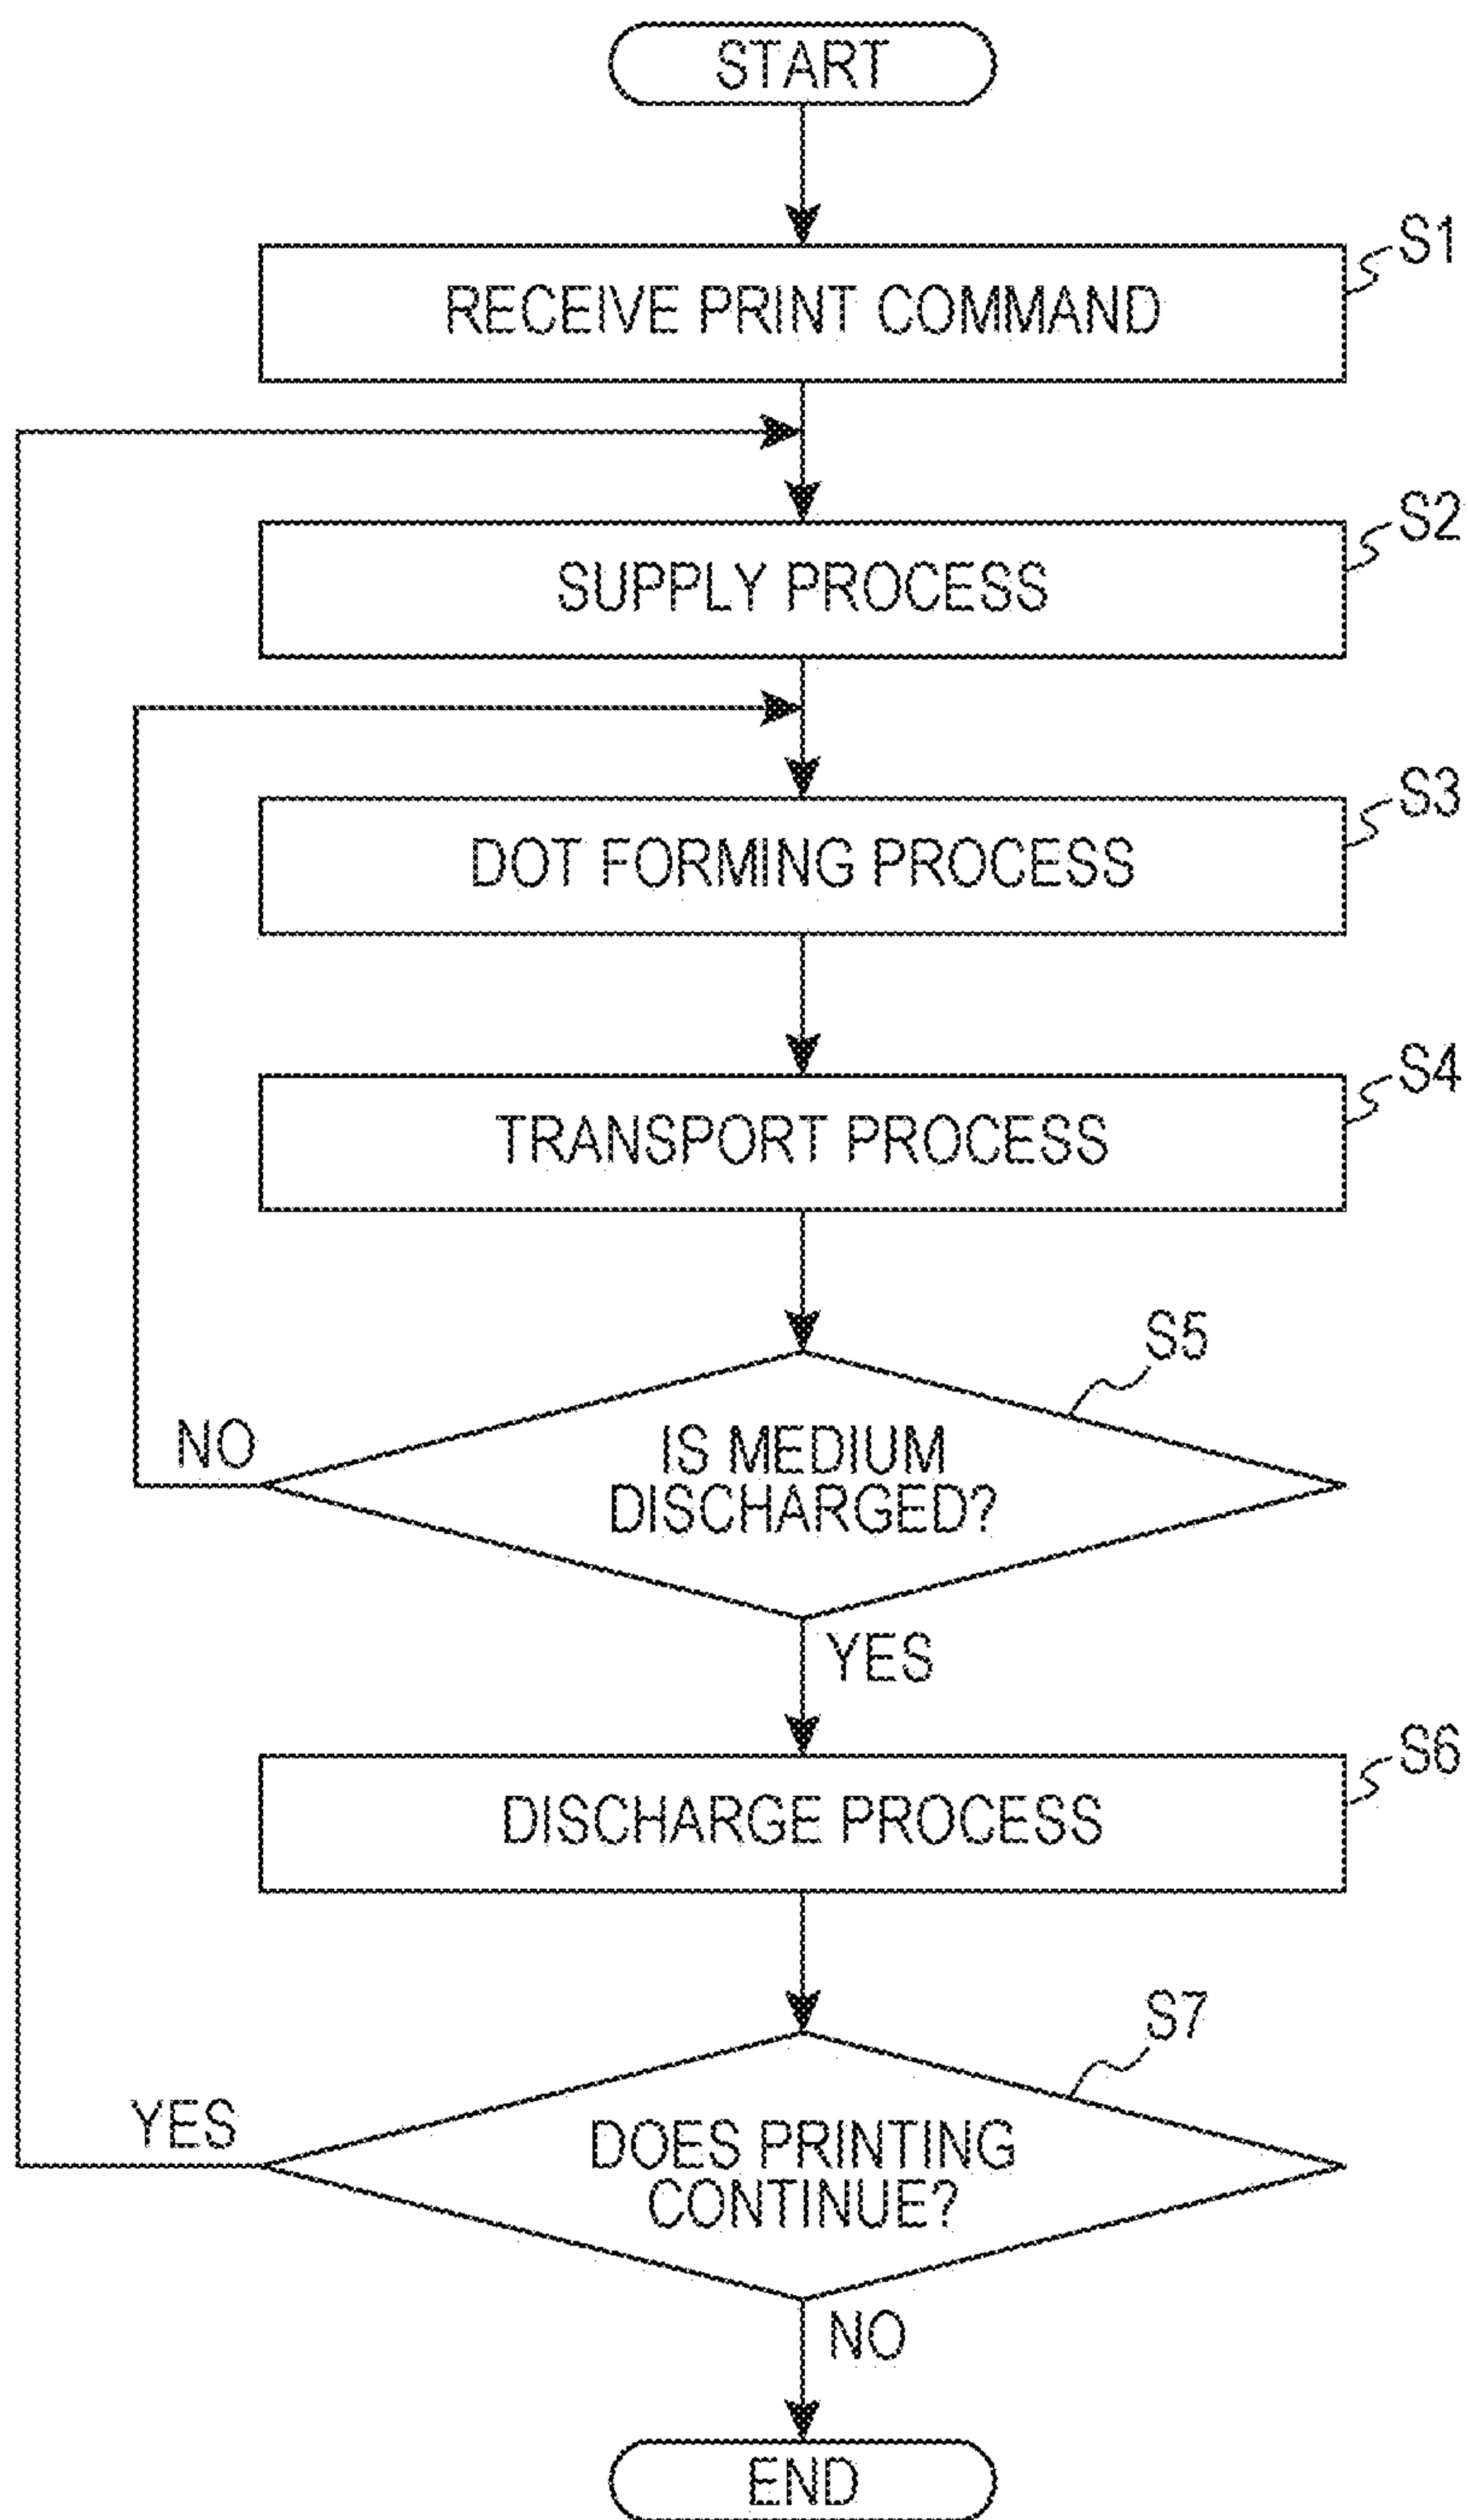 START
S1
RECEIVE PRINT COMMAND
S2
SUPPLY PROCESS
S3
DOT FORMING PROCESS
S4
TRANSPORT PROCESS
S5
IS MEDIUM
DISCHARGED?
NO
YES
S6
DISCHARGE PROCESS
S7
DOES PRINTING
CONTINUE?
YES
NO
END